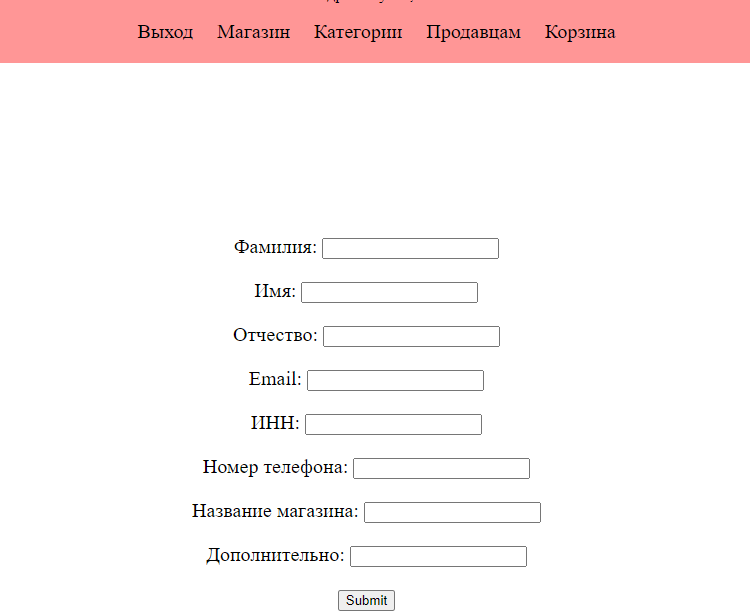 Выход Магазин Категории Продавцам Корзина
Фамилия:
Имя:
Отчество:
Email:
ИНН:
Номер телефона:
Название магазина:
Дополнительно:
Submit